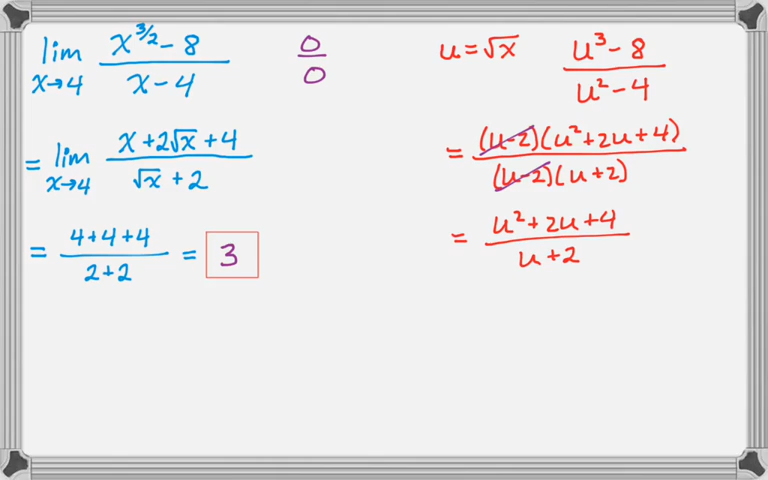 lim x→4 (x^(3/2) - 8)/(x - 4)
0/0
= lim x→4 (x + 2√x + 4)/(√x + 2)
= (4+4+4)/(2+2) = 3
u = √x (u³ - 8)/(u² - 4)
= ((u-2)(u²+2u+4))/((u-2)(u+2))
= (u²+2u+4)/(u+2)